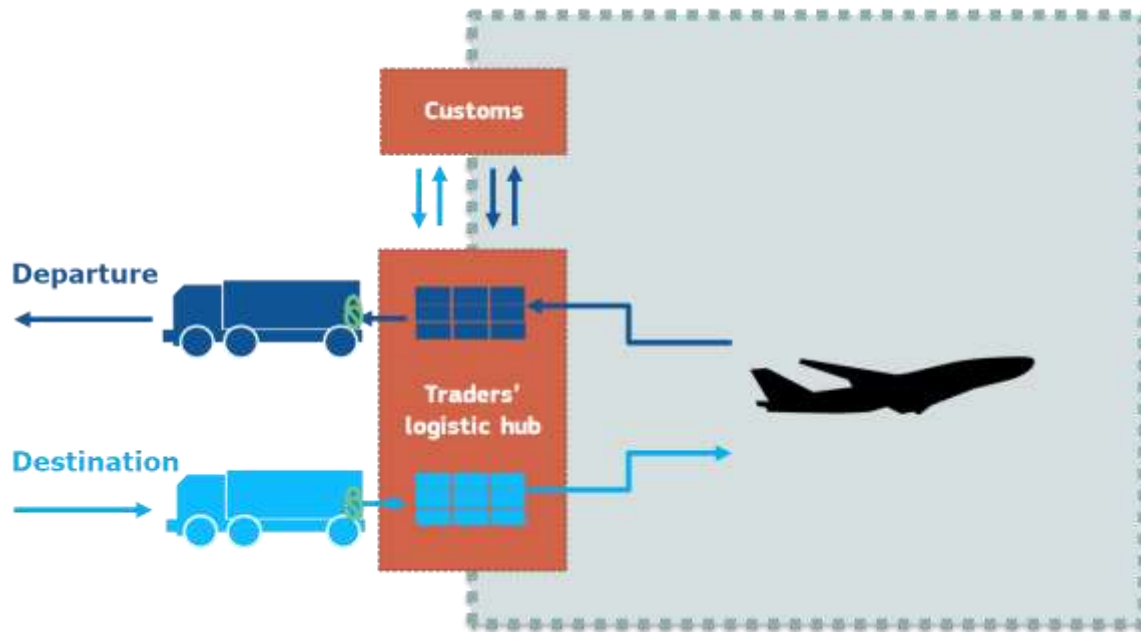 Customs
Departure
Traders'
logistic hub
Destination